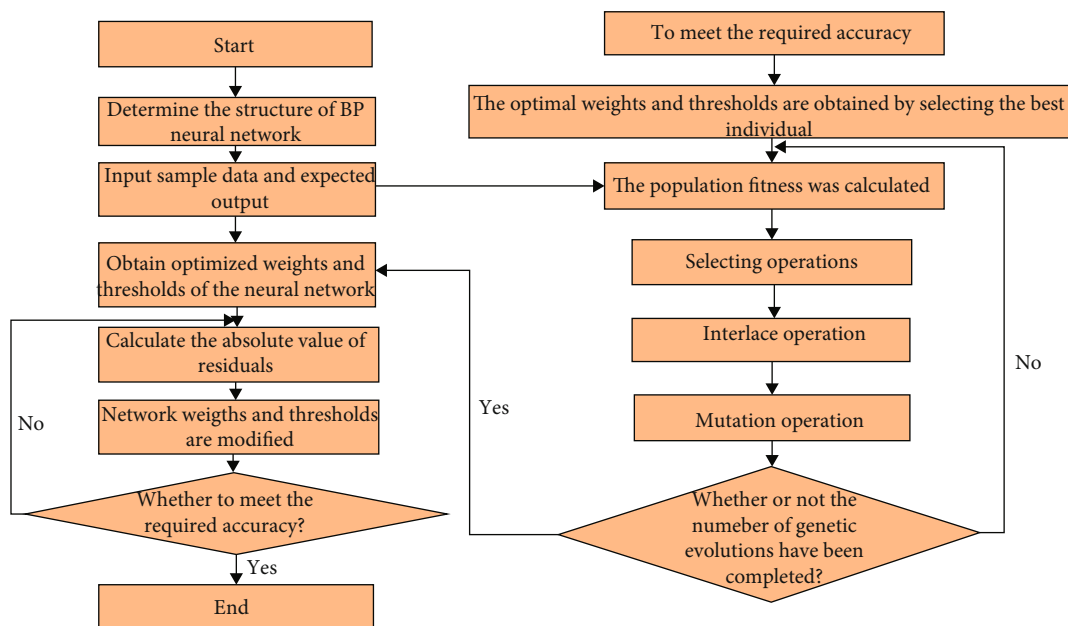 Start
Determine the structure of BP
neural network
Input sample data and expected
output
Obtain optimized weights and
thresholds of the neural network
Calculate the absolute value of
residuals
No
Network weigths and thresholds
are modified
Whether to meet the
required accuracy?
Yes
End
To meet the required accuracy
The optimal weights and thresholds are obtained by selecting the best
individual
The population fitness was calculated
Selecting operations
Interlace operation
No
Mutation operation
Yes
Whether or not the
numeber of genetic
evolutions have been
completed?